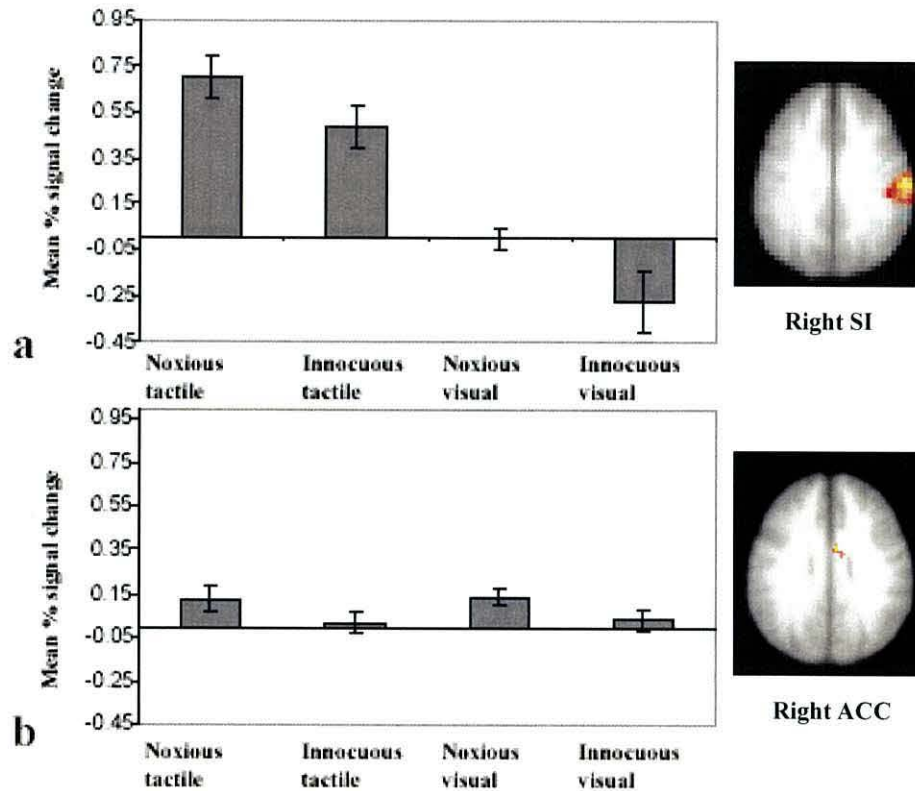 0.95
0.75
0.55
0.35
0.15
-0.05
-0.25
-0.45
Mean % signal change
a
Noxious tactile
Innocuous tactile
Noxious visual
Innocuous visual
Right SI
0.95
0.75
0.55
0.35
0.15
-0.05
-0.25
-0.45
Mean % signal change
b
Noxious tactile
Innocuous tactile
Noxious visual
Innocuous visual
Right ACC